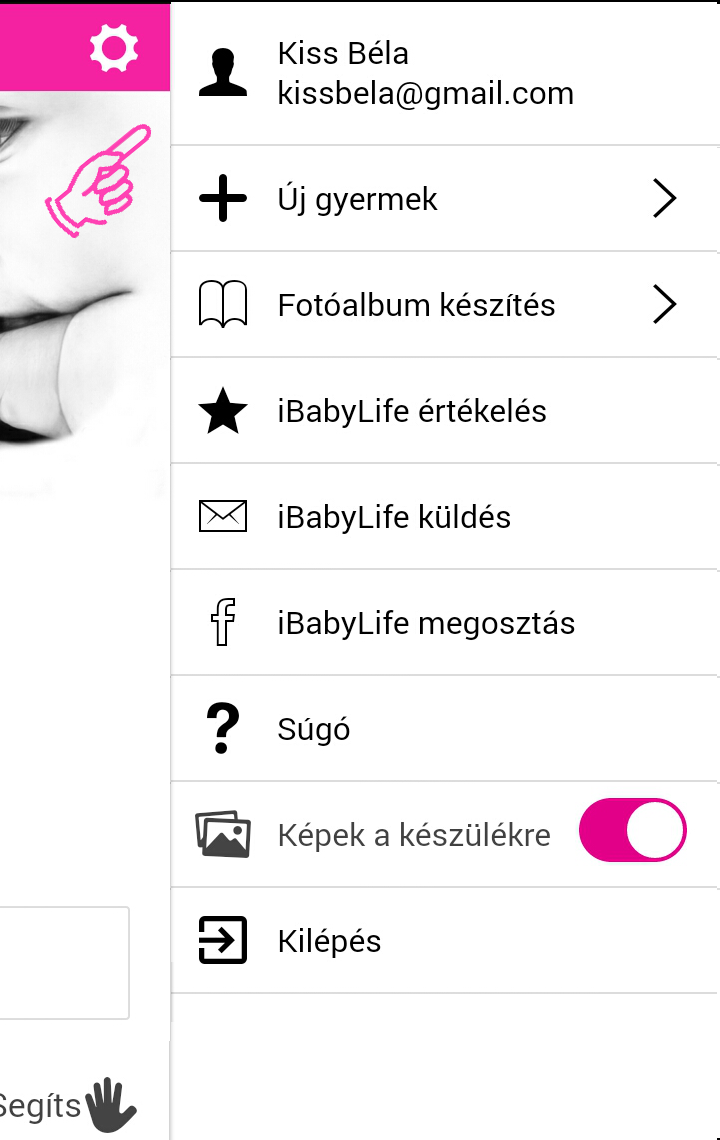 Kiss Béla
kissbela@gmail.com
Új gyermek
Fotóalbum készítés
iBabyLife értékelés
iBabyLife küldés
iBabyLife megosztás
Súgó
Képek a készülékre
Kilépés
Segíts